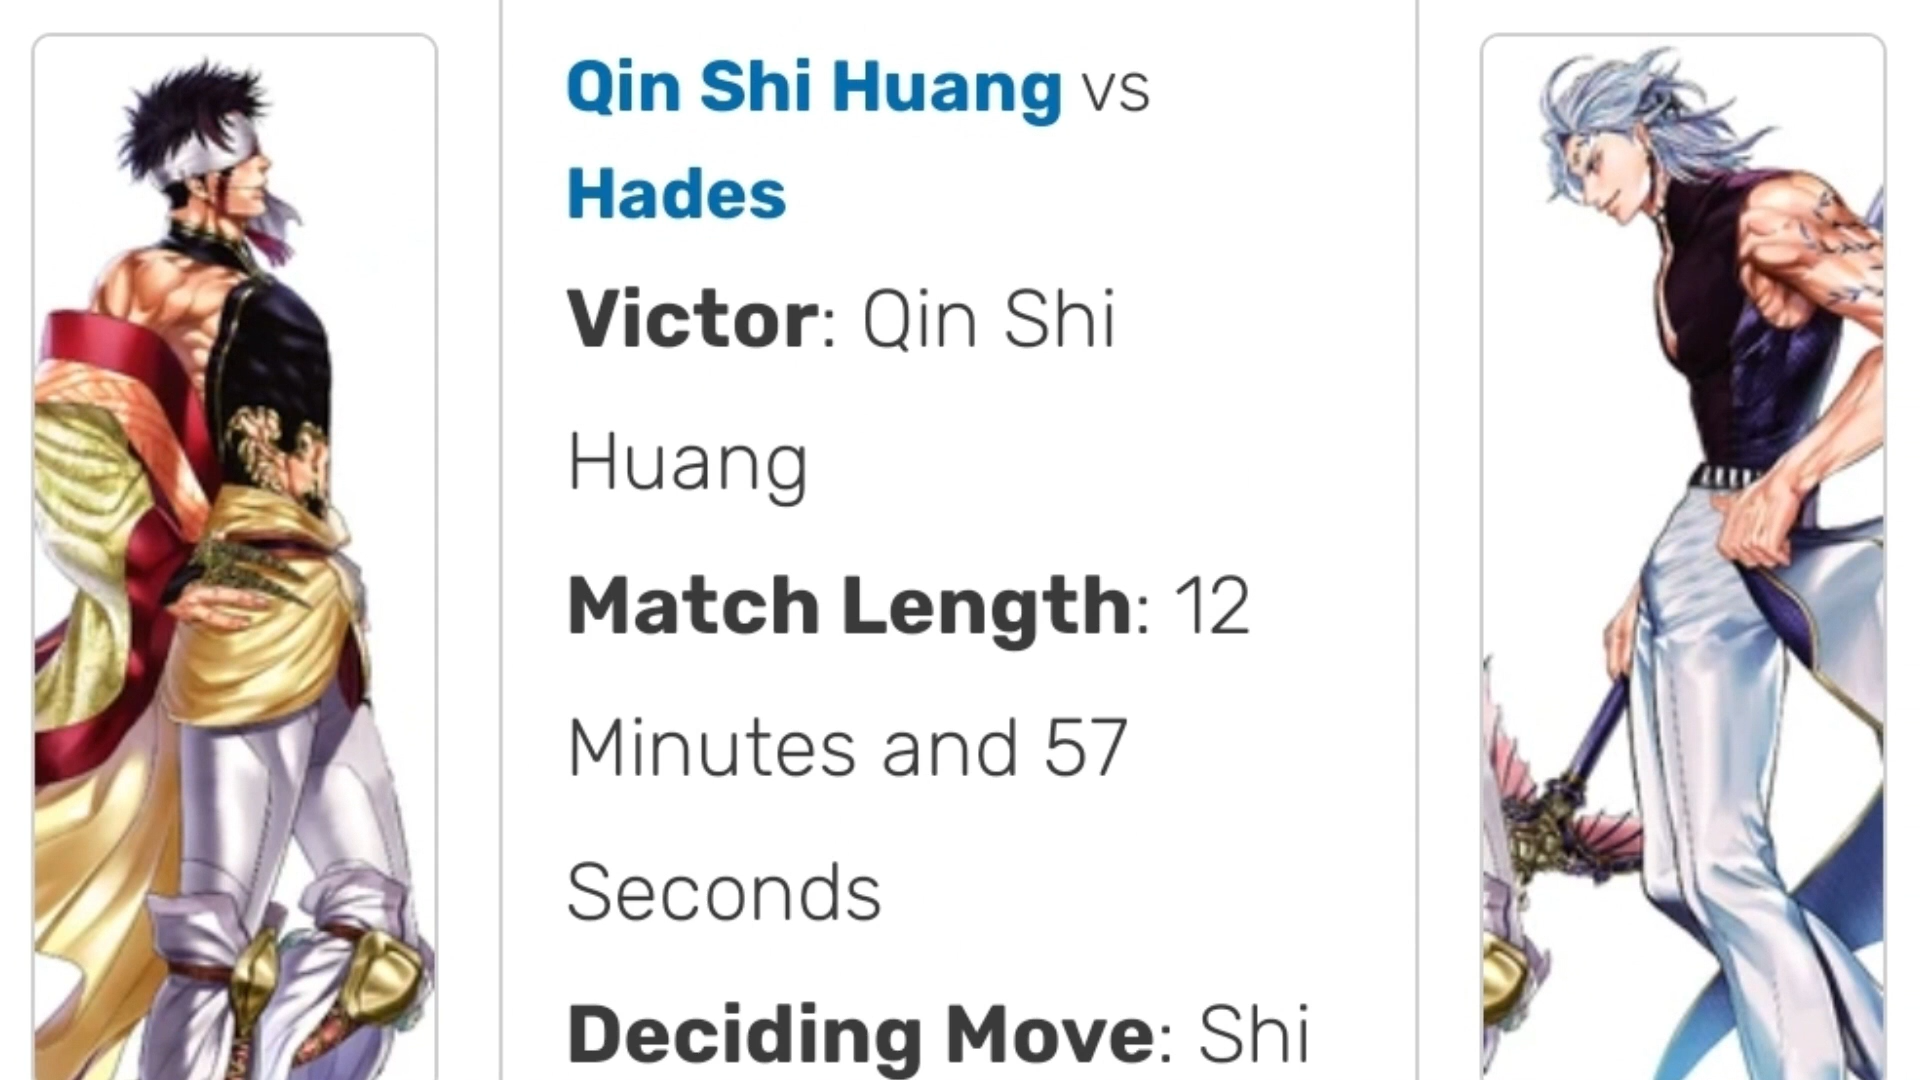 Qin Shi Huang vs
Hades
Victor: Qin Shi
Huang
Match Length: 12
Minutes and 57
Seconds
Deciding Move: Shi